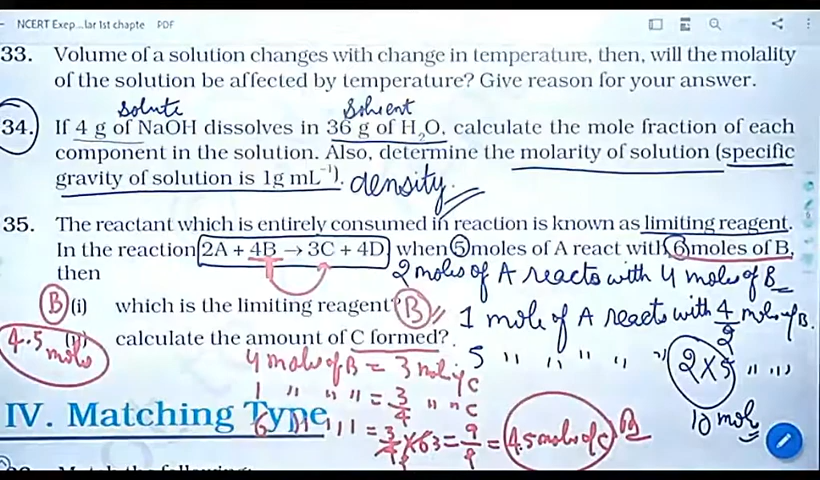 NCERT Exep...lar 1st chapte PDF
33. Volume of a solution changes with change in temperature, then, will the molality
of the solution be affected by temperature? Give reason for your answer.
solute solvent
34. If 4 g of NaOH dissolves in 36 g of H₂O, calculate the mole fraction of each
component in the solution. Also, determine the molarity of solution (specific
gravity of solution is 1g mL⁻¹). density
35. The reactant which is entirely consumed in reaction is known as limiting reagent.
In the reaction 2A + 4B → 3C + 4D, when 5 moles of A react with 6 moles of B,
then
2 moles of A reacts with 4 moles of B
B (i) which is the limiting reagent? B
1 mole of A reacts with 4/2 moles of B.
4.5 mols
calculate the amount of C formed?
5 " " " " " 2×5 " "
4 mols of B = 3 mol of C
10 mol
1 " " " = 3/4 " " C
IV. Matching Type
6 " " " = 3/4 × 6 3 = 9/ = 4.5 mols of C B